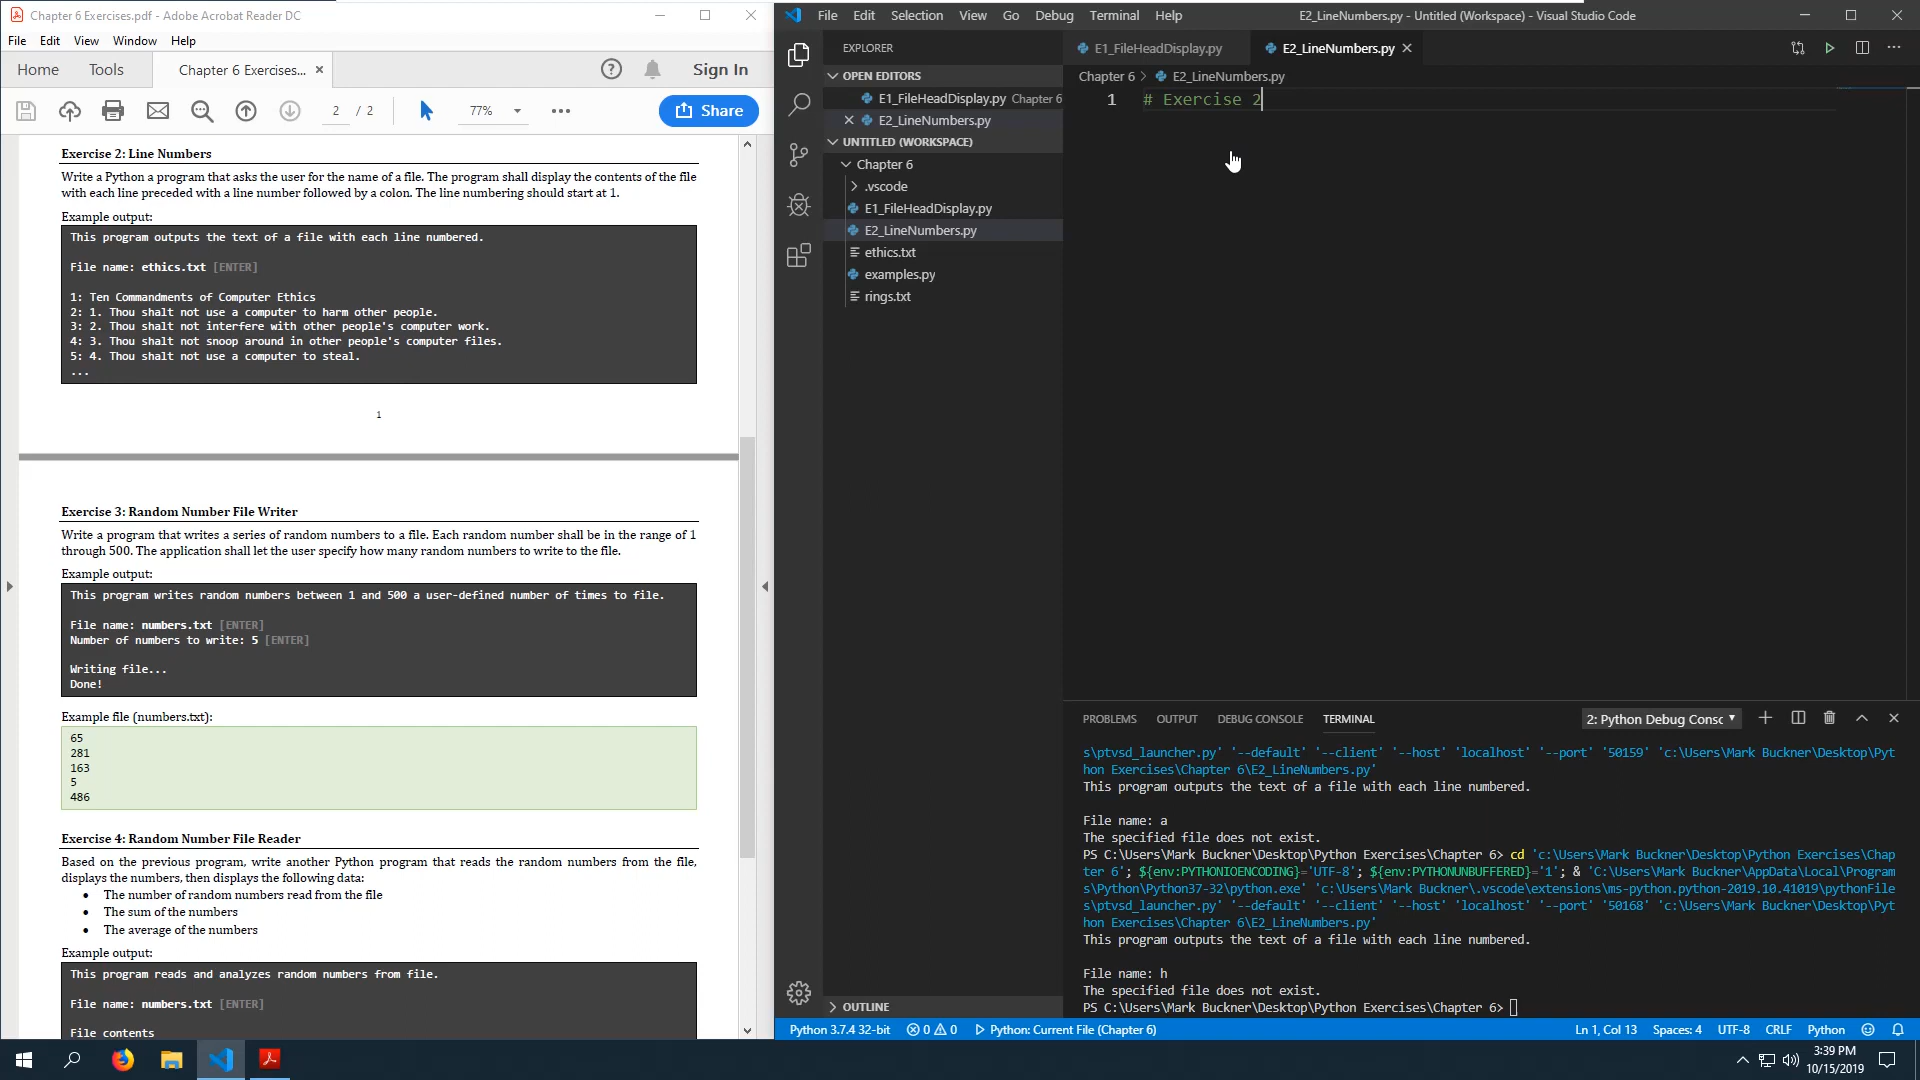 Chapter 6 Exercises.pdf - Adobe Acrobat Reader DC
File Edit View Window Help
Home Tools Chapter 6 Exercises... × Sign In
2 / 2 77% Share
Exercise 2: Line Numbers
Write a Python a program that asks the user for the name of a file. The program shall display the contents of the file
with each line preceded with a line number followed by a colon. The line numbering should start at 1.
Example output:
This program outputs the text of a file with each line numbered.
File name: ethics.txt [ENTER]
1: Ten Commandments of Computer Ethics
2: 1. Thou shalt not use a computer to harm other people.
3: 2. Thou shalt not interfere with other people's computer work.
4: 3. Thou shalt not snoop around in other people's computer files.
5: 4. Thou shalt not use a computer to steal.
...
1
Exercise 3: Random Number File Writer
Write a program that writes a series of random numbers to a file. Each random number shall be in the range of 1
through 500. The application shall let the user specify how many random numbers to write to the file.
Example output:
This program writes random numbers between 1 and 500 a user-defined number of times to file.
File name: numbers.txt [ENTER]
Number of numbers to write: 5 [ENTER]
Writing file...
Done!
Example file (numbers.txt):
65
281
163
5
486
Exercise 4: Random Number File Reader
Based on the previous program, write another Python program that reads the random numbers from the file,
displays the numbers, then displays the following data:
• The number of random numbers read from the file
• The sum of the numbers
• The average of the numbers
Example output:
This program reads and analyzes random numbers from file.
File name: numbers.txt [ENTER]
File contents
File Edit Selection View Go Debug Terminal Help E2_LineNumbers.py - Untitled (Workspace) - Visual Studio Code
EXPLORER
OPEN EDITORS
E1_FileHeadDisplay.py Chapter 6
E2_LineNumbers.py
UNTITLED (WORKSPACE)
Chapter 6
.vscode
E1_FileHeadDisplay.py
E2_LineNumbers.py
ethics.txt
examples.py
rings.txt
OUTLINE
E1_FileHeadDisplay.py E2_LineNumbers.py
Chapter 6 > E2_LineNumbers.py
1 # Exercise 2
PROBLEMS OUTPUT DEBUG CONSOLE TERMINAL 2: Python Debug Consc
s\ptvsd_launcher.py' '--default' '--client' '--host' 'localhost' '--port' '50159' 'c:\Users\Mark Buckner\Desktop\Pyt
hon Exercises\Chapter 6\E2_LineNumbers.py'
This program outputs the text of a file with each line numbered.
File name: a
The specified file does not exist.
PS C:\Users\Mark Buckner\Desktop\Python Exercises\Chapter 6> cd 'c:\Users\Mark Buckner\Desktop\Python Exercises\Chap
ter 6'; ${env:PYTHONIOENCODING}='UTF-8'; ${env:PYTHONUNBUFFERED}='1'; & 'C:\Users\Mark Buckner\AppData\Local\Program
s\Python\Python37-32\python.exe' 'c:\Users\Mark Buckner\.vscode\extensions\ms-python.python-2019.10.41019\pythonFile
s\ptvsd_launcher.py' '--default' '--client' '--host' 'localhost' '--port' '50168' 'c:\Users\Mark Buckner\Desktop\Pyt
hon Exercises\Chapter 6\E2_LineNumbers.py'
This program outputs the text of a file with each line numbered.
File name: h
The specified file does not exist.
PS C:\Users\Mark Buckner\Desktop\Python Exercises\Chapter 6>
Python 3.7.4 32-bit 0 0 Python: Current File (Chapter 6) Ln 1, Col 13 Spaces: 4 UTF-8 CRLF Python
3:39 PM
10/15/2019